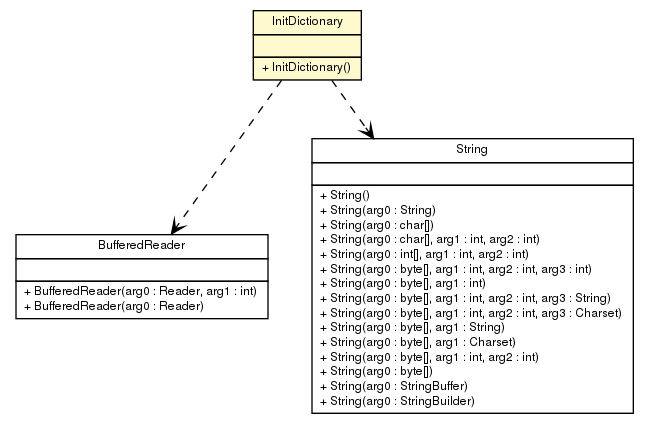 InitDictionary
+ InitDictionary()
String
+ String()
+ String(arg0 : String)
+ String(arg0 : char[])
+ String(arg0 : char[], arg1 : int, arg2 : int)
+ String(arg0 : int[], arg1 : int, arg2 : int)
+ String(arg0 : byte[], arg1 : int, arg2 : int, arg3 : int)
+ String(arg0 : byte[], arg1 : int)
+ String(arg0 : byte[], arg1 : int, arg2 : int, arg3 : String)
+ String(arg0 : byte[], arg1 : int, arg2 : int, arg3 : Charset)
+ String(arg0 : byte[], arg1 : String)
+ String(arg0 : byte[], arg1 : Charset)
+ String(arg0 : byte[], arg1 : int, arg2 : int)
+ String(arg0 : byte[])
+ String(arg0 : StringBuffer)
+ String(arg0 : StringBuilder)
BufferedReader
+ BufferedReader(arg0 : Reader, arg1 : int)
+ BufferedReader(arg0 : Reader)